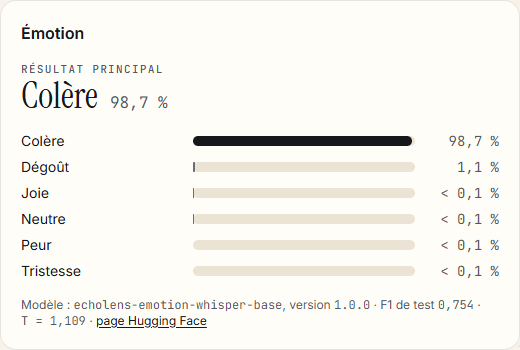 Émotion
RÉSULTAT PRINCIPAL
Colère 98,7 %
Colère 98,7 %
Dégoût 1,1 %
Joie < 0,1 %
Neutre < 0,1 %
Peur < 0,1 %
Tristesse < 0,1 %
Modèle : echolens-emotion-whisper-base, version 1.0.0 · F1 de test 0,754 ·
T = 1,109 · page Hugging Face